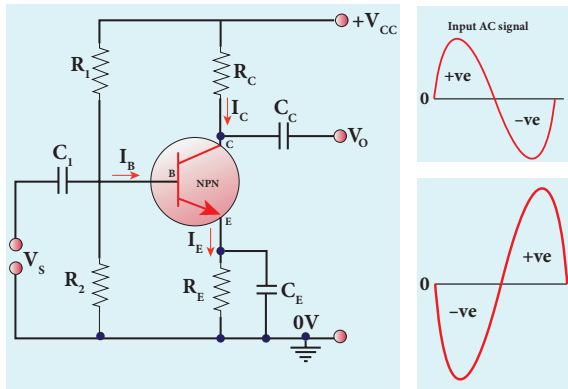 +V_CC
R_1
R_C
I_C
C_C
C
V_O
C_1
I_B
B
NPN
E
I_E
V_S
R_2
R_E
C_E
0V
Input AC signal
+ve
0
–ve
+ve
0
–ve